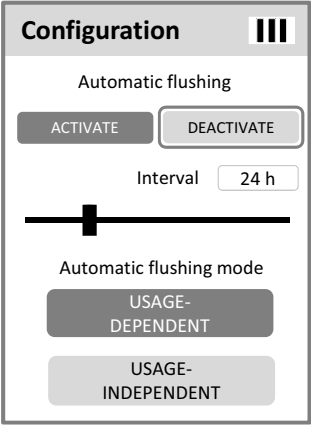 Configuration
Automatic flushing
ACTIVATE DEACTIVATE
Interval 24 h
Automatic flushing mode
USAGE-
DEPENDENT
USAGE-
INDEPENDENT